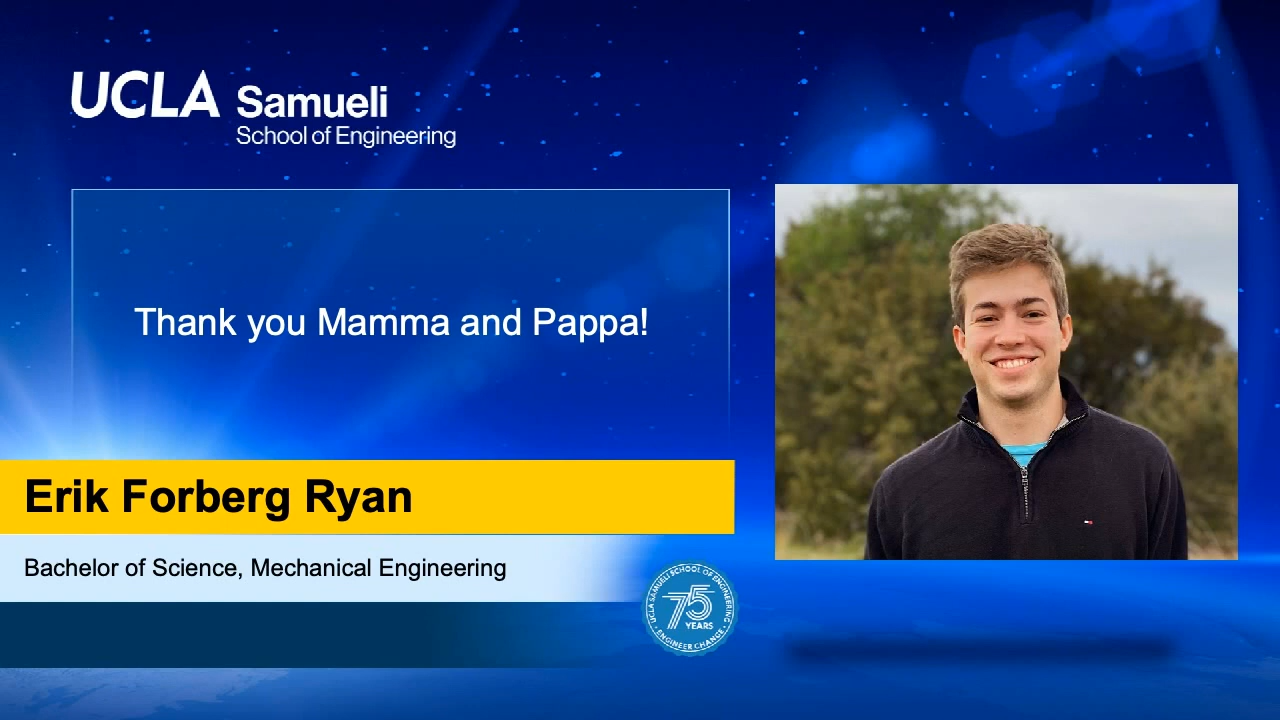 UCLA Samueli
School of Engineering
Thank you Mamma and Pappa!
Erik Forberg Ryan
Bachelor of Science, Mechanical Engineering
UCLA SAMUELI SCHOOL OF ENGINEERING
75
YEARS
ENGINEER CHANGE